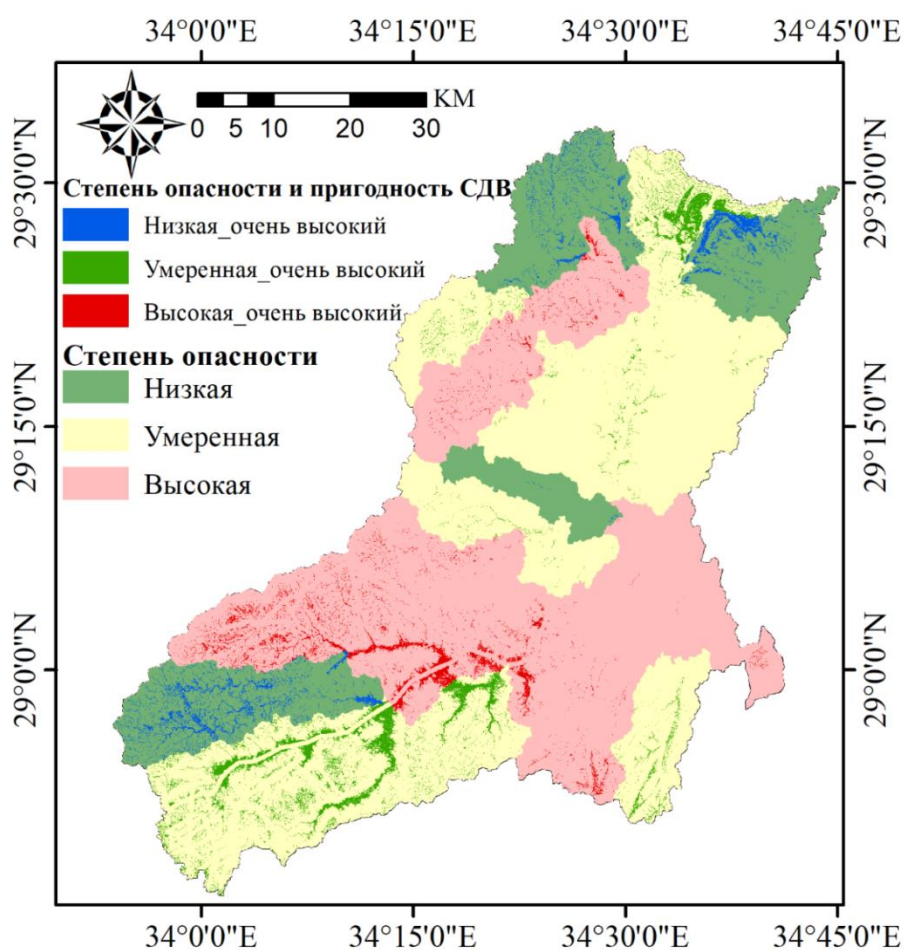 34°0'0"E 34°15'0"E 34°30'0"E 34°45'0"E
KM
0 5 10 20 30
29°30'0"N 29°30'0"N
Степень опасности и пригодность СДВ
Низкая_очень высокий
Умеренная_очень высокий
Высокая_очень высокий
Степень опасности
Низкая
29°15'0"N 29°15'0"N
Умеренная
Высокая
29°0'0"N 29°0'0"N
34°0'0"E 34°15'0"E 34°30'0"E 34°45'0"E